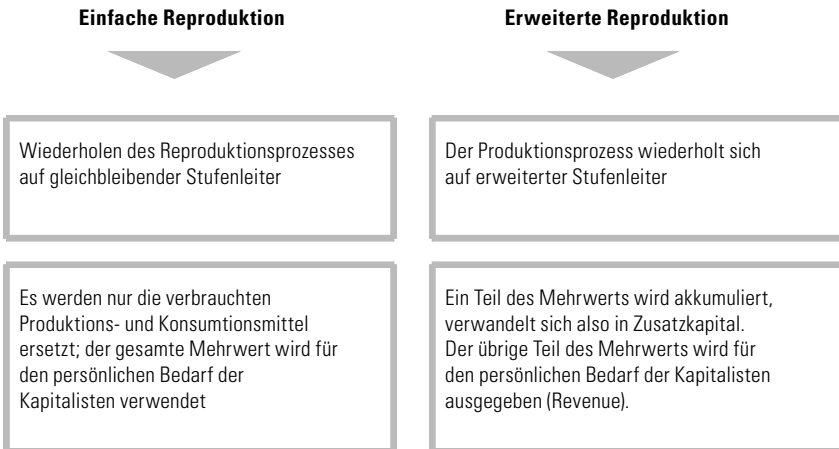 Einfache Reproduktion
Wiederholen des Reproduktionsprozesses
auf gleichbleibender Stufenleiter
Es werden nur die verbrauchten
Produktions- und Konsumtionsmittel
ersetzt; der gesamte Mehrwert wird für
den persönlichen Bedarf der
Kapitalisten verwendet
Erweiterte Reproduktion
Der Produktionsprozess wiederholt sich
auf erweiterter Stufenleiter
Ein Teil des Mehrwerts wird akkumuliert,
verwandelt sich also in Zusatzkapital.
Der übrige Teil des Mehrwerts wird für
den persönlichen Bedarf der Kapitalisten
ausgegeben (Revenue).